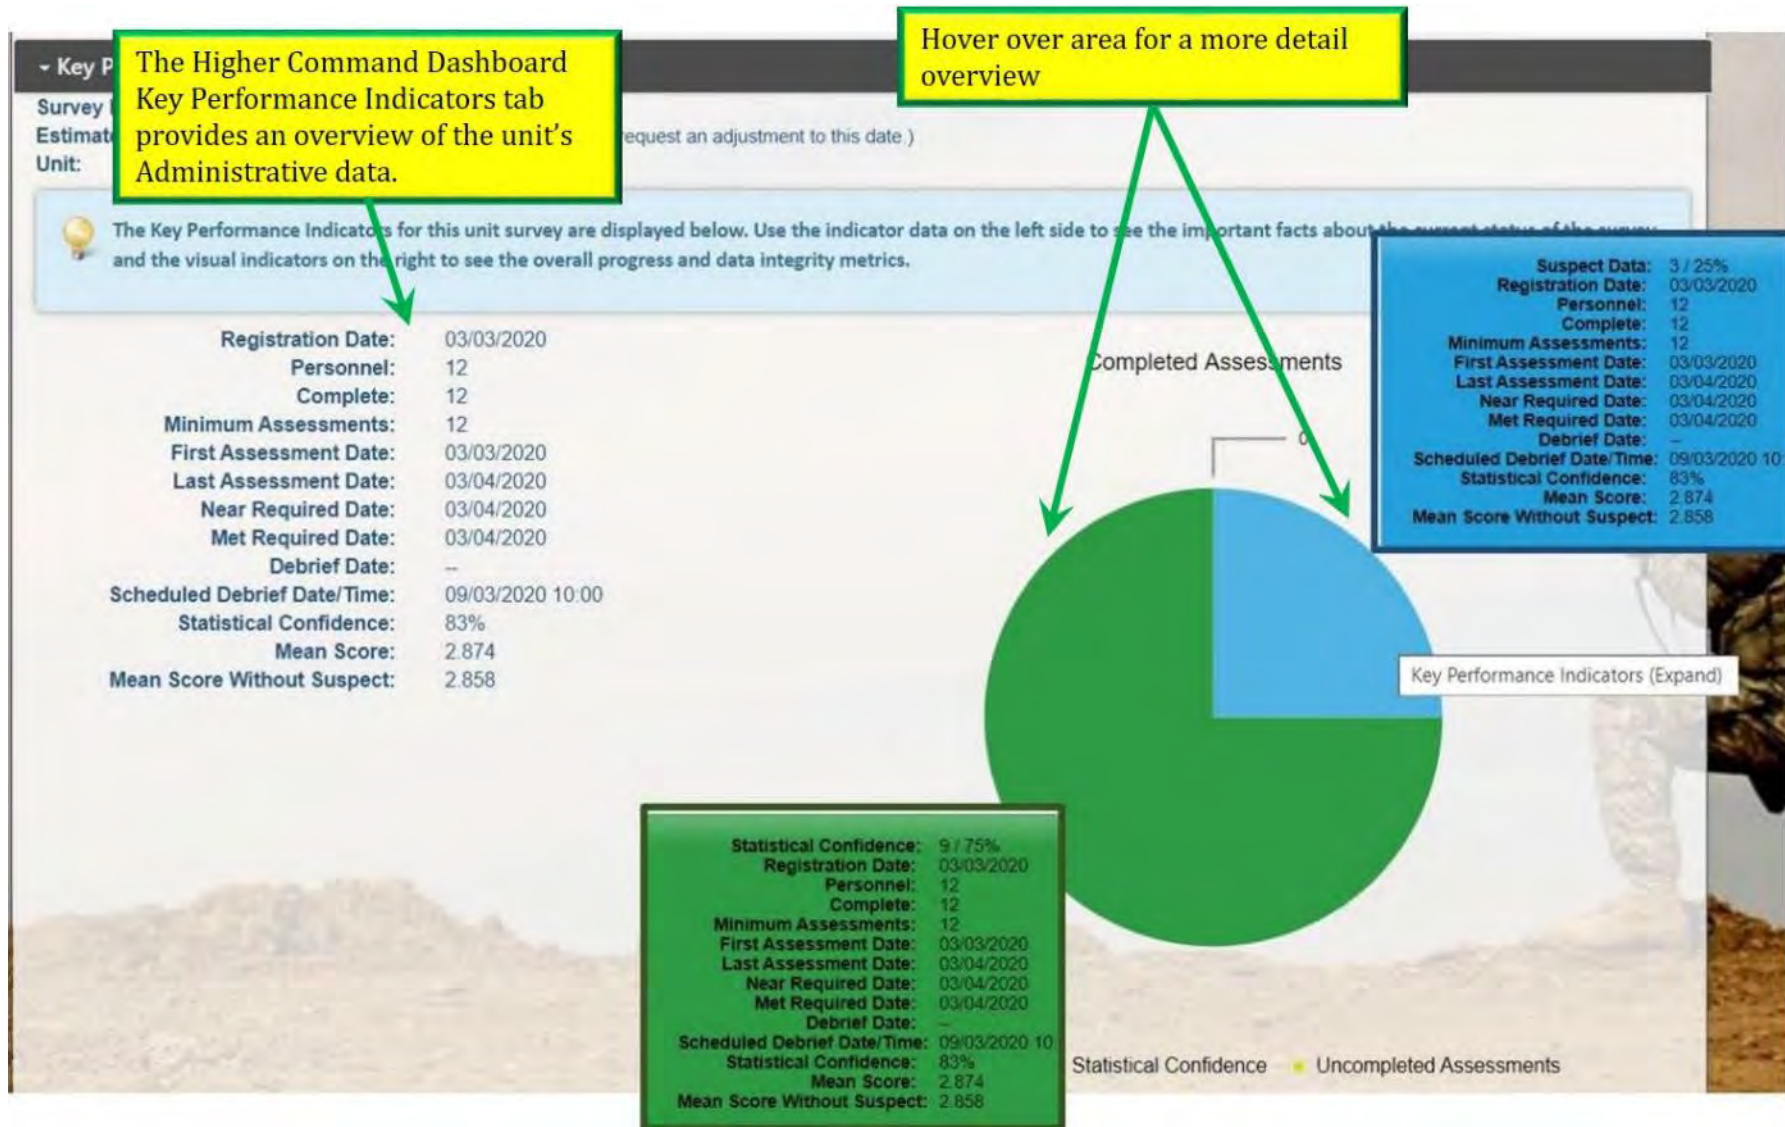 The Higher Command Dashboard
Key Performance Indicators tab
provides an overview of the unit's
Administrative data.
Hover over area for a more detail
overview
Key P
Survey
Estimat
equest an adjustment to this date.)
Unit:
The Key Performance Indicators for this unit survey are displayed below. Use the indicator data on the left side to see the important facts about the current status of the survey
and the visual indicators on the right to see the overall progress and data integrity metrics.
Registration Date: 03/03/2020
Personnel: 12
Complete: 12
Minimum Assessments: 12
First Assessment Date: 03/03/2020
Last Assessment Date: 03/04/2020
Near Required Date: 03/04/2020
Met Required Date: 03/04/2020
Debrief Date: --
Scheduled Debrief Date/Time: 09/03/2020 10:00
Statistical Confidence: 83%
Mean Score: 2.874
Mean Score Without Suspect: 2.858
Completed Assessments
0
Suspect Data: 3 / 25%
Registration Date: 03/03/2020
Personnel: 12
Complete: 12
Minimum Assessments: 12
First Assessment Date: 03/03/2020
Last Assessment Date: 03/04/2020
Near Required Date: 03/04/2020
Met Required Date: 03/04/2020
Debrief Date: --
Scheduled Debrief Date/Time: 09/03/2020 10:
Statistical Confidence: 83%
Mean Score: 2.874
Mean Score Without Suspect: 2.858
Key Performance Indicators (Expand)
Statistical Confidence: 9 / 75%
Registration Date: 03/03/2020
Personnel: 12
Complete: 12
Minimum Assessments: 12
First Assessment Date: 03/03/2020
Last Assessment Date: 03/04/2020
Near Required Date: 03/04/2020
Met Required Date: 03/04/2020
Debrief Date: --
Scheduled Debrief Date/Time: 09/03/2020 10
Statistical Confidence: 83%
Mean Score: 2.874
Mean Score Without Suspect: 2.858
Statistical Confidence
Uncompleted Assessments